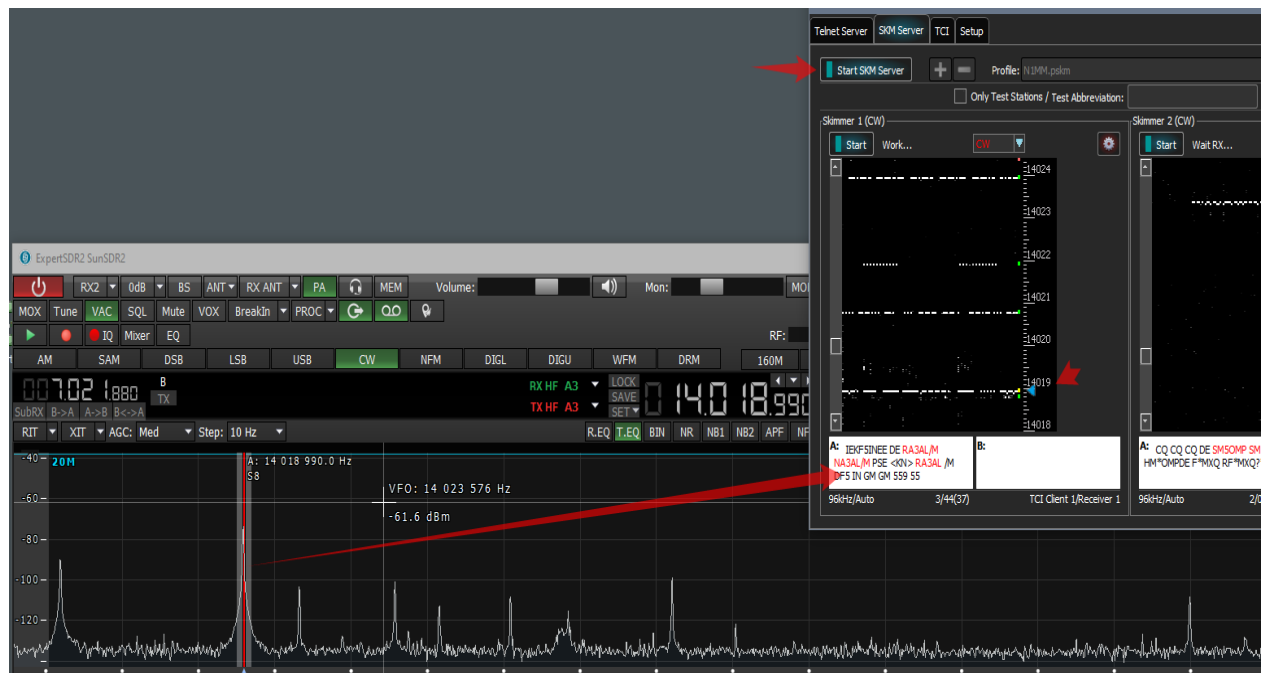 Telnet Server SKM Server TCI Setup
Start SKM Server + − Profile: N1MM.pskm
Only Test Stations / Test Abbreviation:
Skimmer 1 (CW)
Start Work... CW
14024
14023
14022
14021
14020
14019
14018
A: IEKF5INEE DE RA3AL/M
NA3AL/M PSE <KN> RA3AL /M
DF5 IN GM GM 559 55
B:
96kHz/Auto 3/44(37) TCI Client 1/Receiver 1
Skimmer 2 (CW)
Start Wait RX...
A: CQ CQ CQ DE SM5OMP SM
HM*OMPDE F*MXQ RF*MXQ?
96kHz/Auto 2/0
ExpertSDR2 SunSDR2
RX2 0dB BS ANT RX ANT PA MEM Volume: Mon: MO
MOX Tune VAC SQL Mute VOX BreakIn PROC
IQ Mixer EQ RF:
AM SAM DSB LSB USB CW NFM DIGL DIGU WFM DRM 160M
007.021.880 B TX RX HF A3 TX HF A3 LOCK SAVE SET 014.018.990
SubRX B->A A->B B<->A
RIT XIT AGC: Med Step: 10 Hz R.EQ T.EQ BIN NR NB1 NB2 APF NF
-40 20M A: 14 018 990.0 Hz
S8
VFO: 14 023 576 Hz
-60
-61.6 dBm
-80
-100
-120